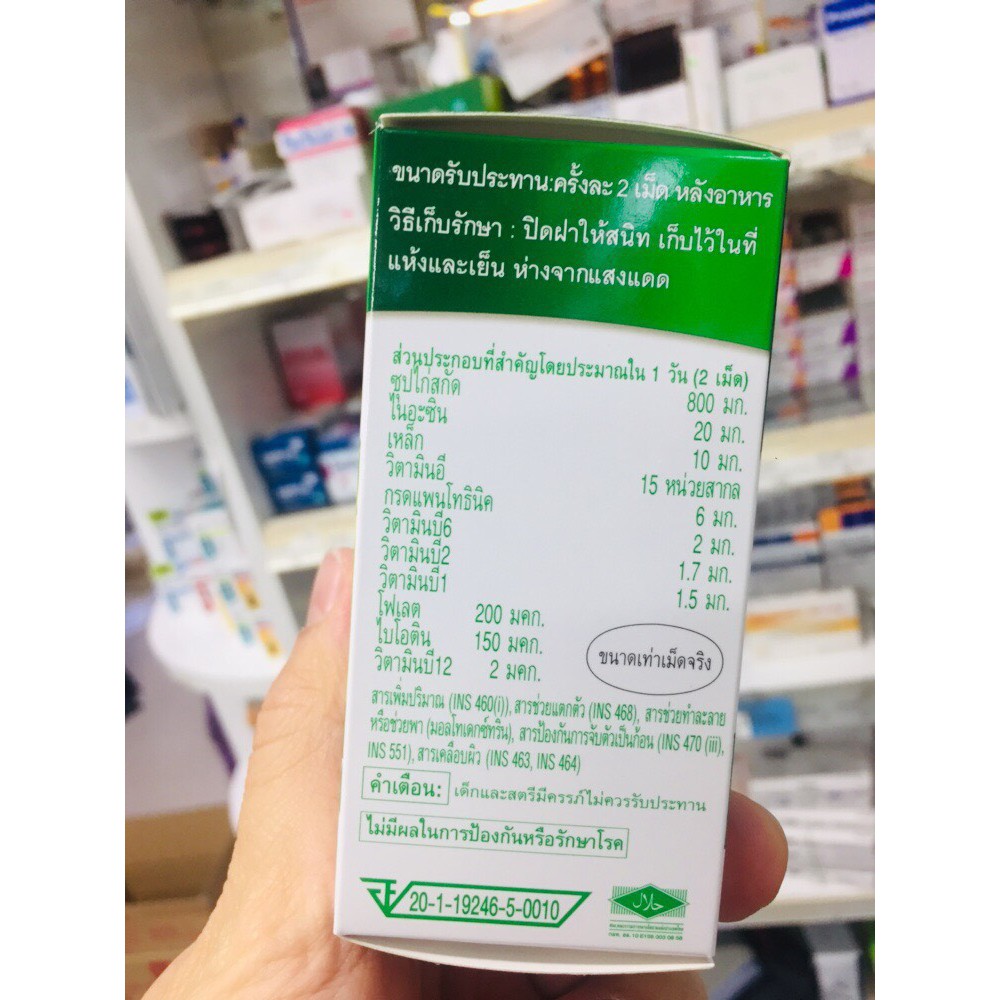 ขนาดรับประทาน:ครั้งละ 2 เม็ด หลังอาหาร
วิธีเก็บรักษา : ปิดฝาให้สนิท เก็บไว้ในที่
แห้งและเย็น ห่างจากแสงแดด
ส่วนประกอบที่สำคัญโดยประมาณใน 1 วัน (2 เม็ด)
ซุปไก่สกัด 800 มก.
ไนอะซิน 20 มก.
เหล็ก 10 มก.
วิตามินอี 15 หน่วยสากล
กรดแพนโทธินิค 6 มก.
วิตามินบี6 2 มก.
วิตามินบี2 1.7 มก.
วิตามินบี1 1.5 มก.
โฟเลต 200 มคก.
ไบโอติน 150 มคก.
วิตามินบี12 2 มคก.
ขนาดเท่าเม็ดจริง
สารเพิ่มปริมาณ (INS 460(i)), สารช่วยแตกตัว (INS 468), สารช่วยทำละลาย
หรือช่วยพา (มอลโทเดกซ์ทริน), สารป้องกันการจับตัวเป็นก้อน (INS 470 (iii),
INS 551), สารเคลือบผิว (INS 463, INS 464)
คำเตือน: เด็กและสตรีมีครรภ์ไม่ควรรับประทาน
ไม่มีผลในการป้องกันหรือรักษาโรค
20-1-19246-5-0010
حلال